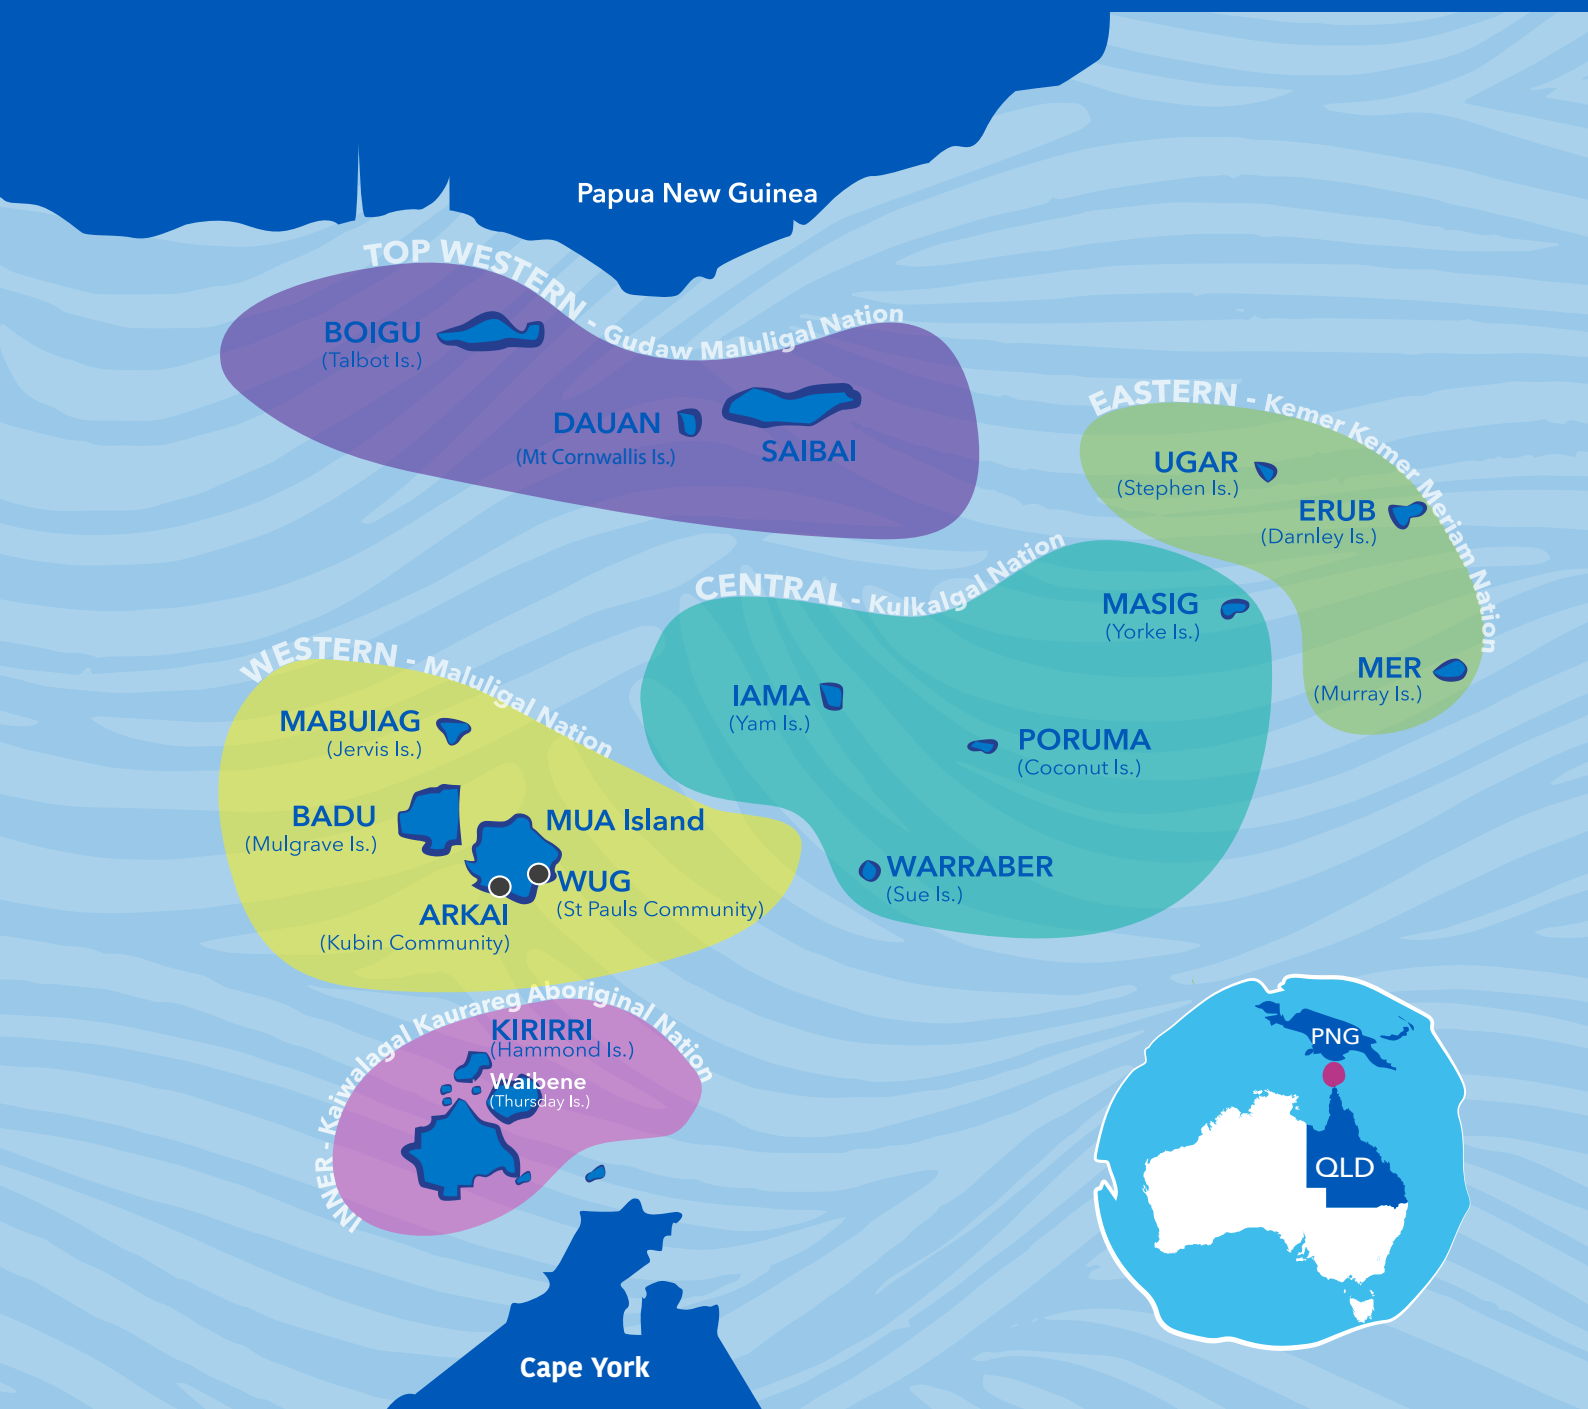 Papua New Guinea
TOP WESTERN - Gudaw Maluligal Nation
BOIGU
(Talbot Is.)
DAUAN
(Mt Cornwallis Is.)
SAIBAI
EASTERN - Kemer Kemer Meriam Nation
UGAR
(Stephen Is.)
ERUB
(Darnley Is.)
MER
(Murray Is.)
CENTRAL - Kulkalgal Nation
MASIG
(Yorke Is.)
IAMA
(Yam Is.)
PORUMA
(Coconut Is.)
WARRABER
(Sue Is.)
WESTERN - Maluligal Nation
MABUIAG
(Jervis Is.)
BADU
(Mulgrave Is.)
MUA Island
WUG
(St Pauls Community)
ARKAI
(Kubin Community)
INNER - Kaiwalagal Kaurareg Aboriginal Nation
KIRIRRI
(Hammond Is.)
Waibene
(Thursday Is.)
Cape York
PNG
QLD